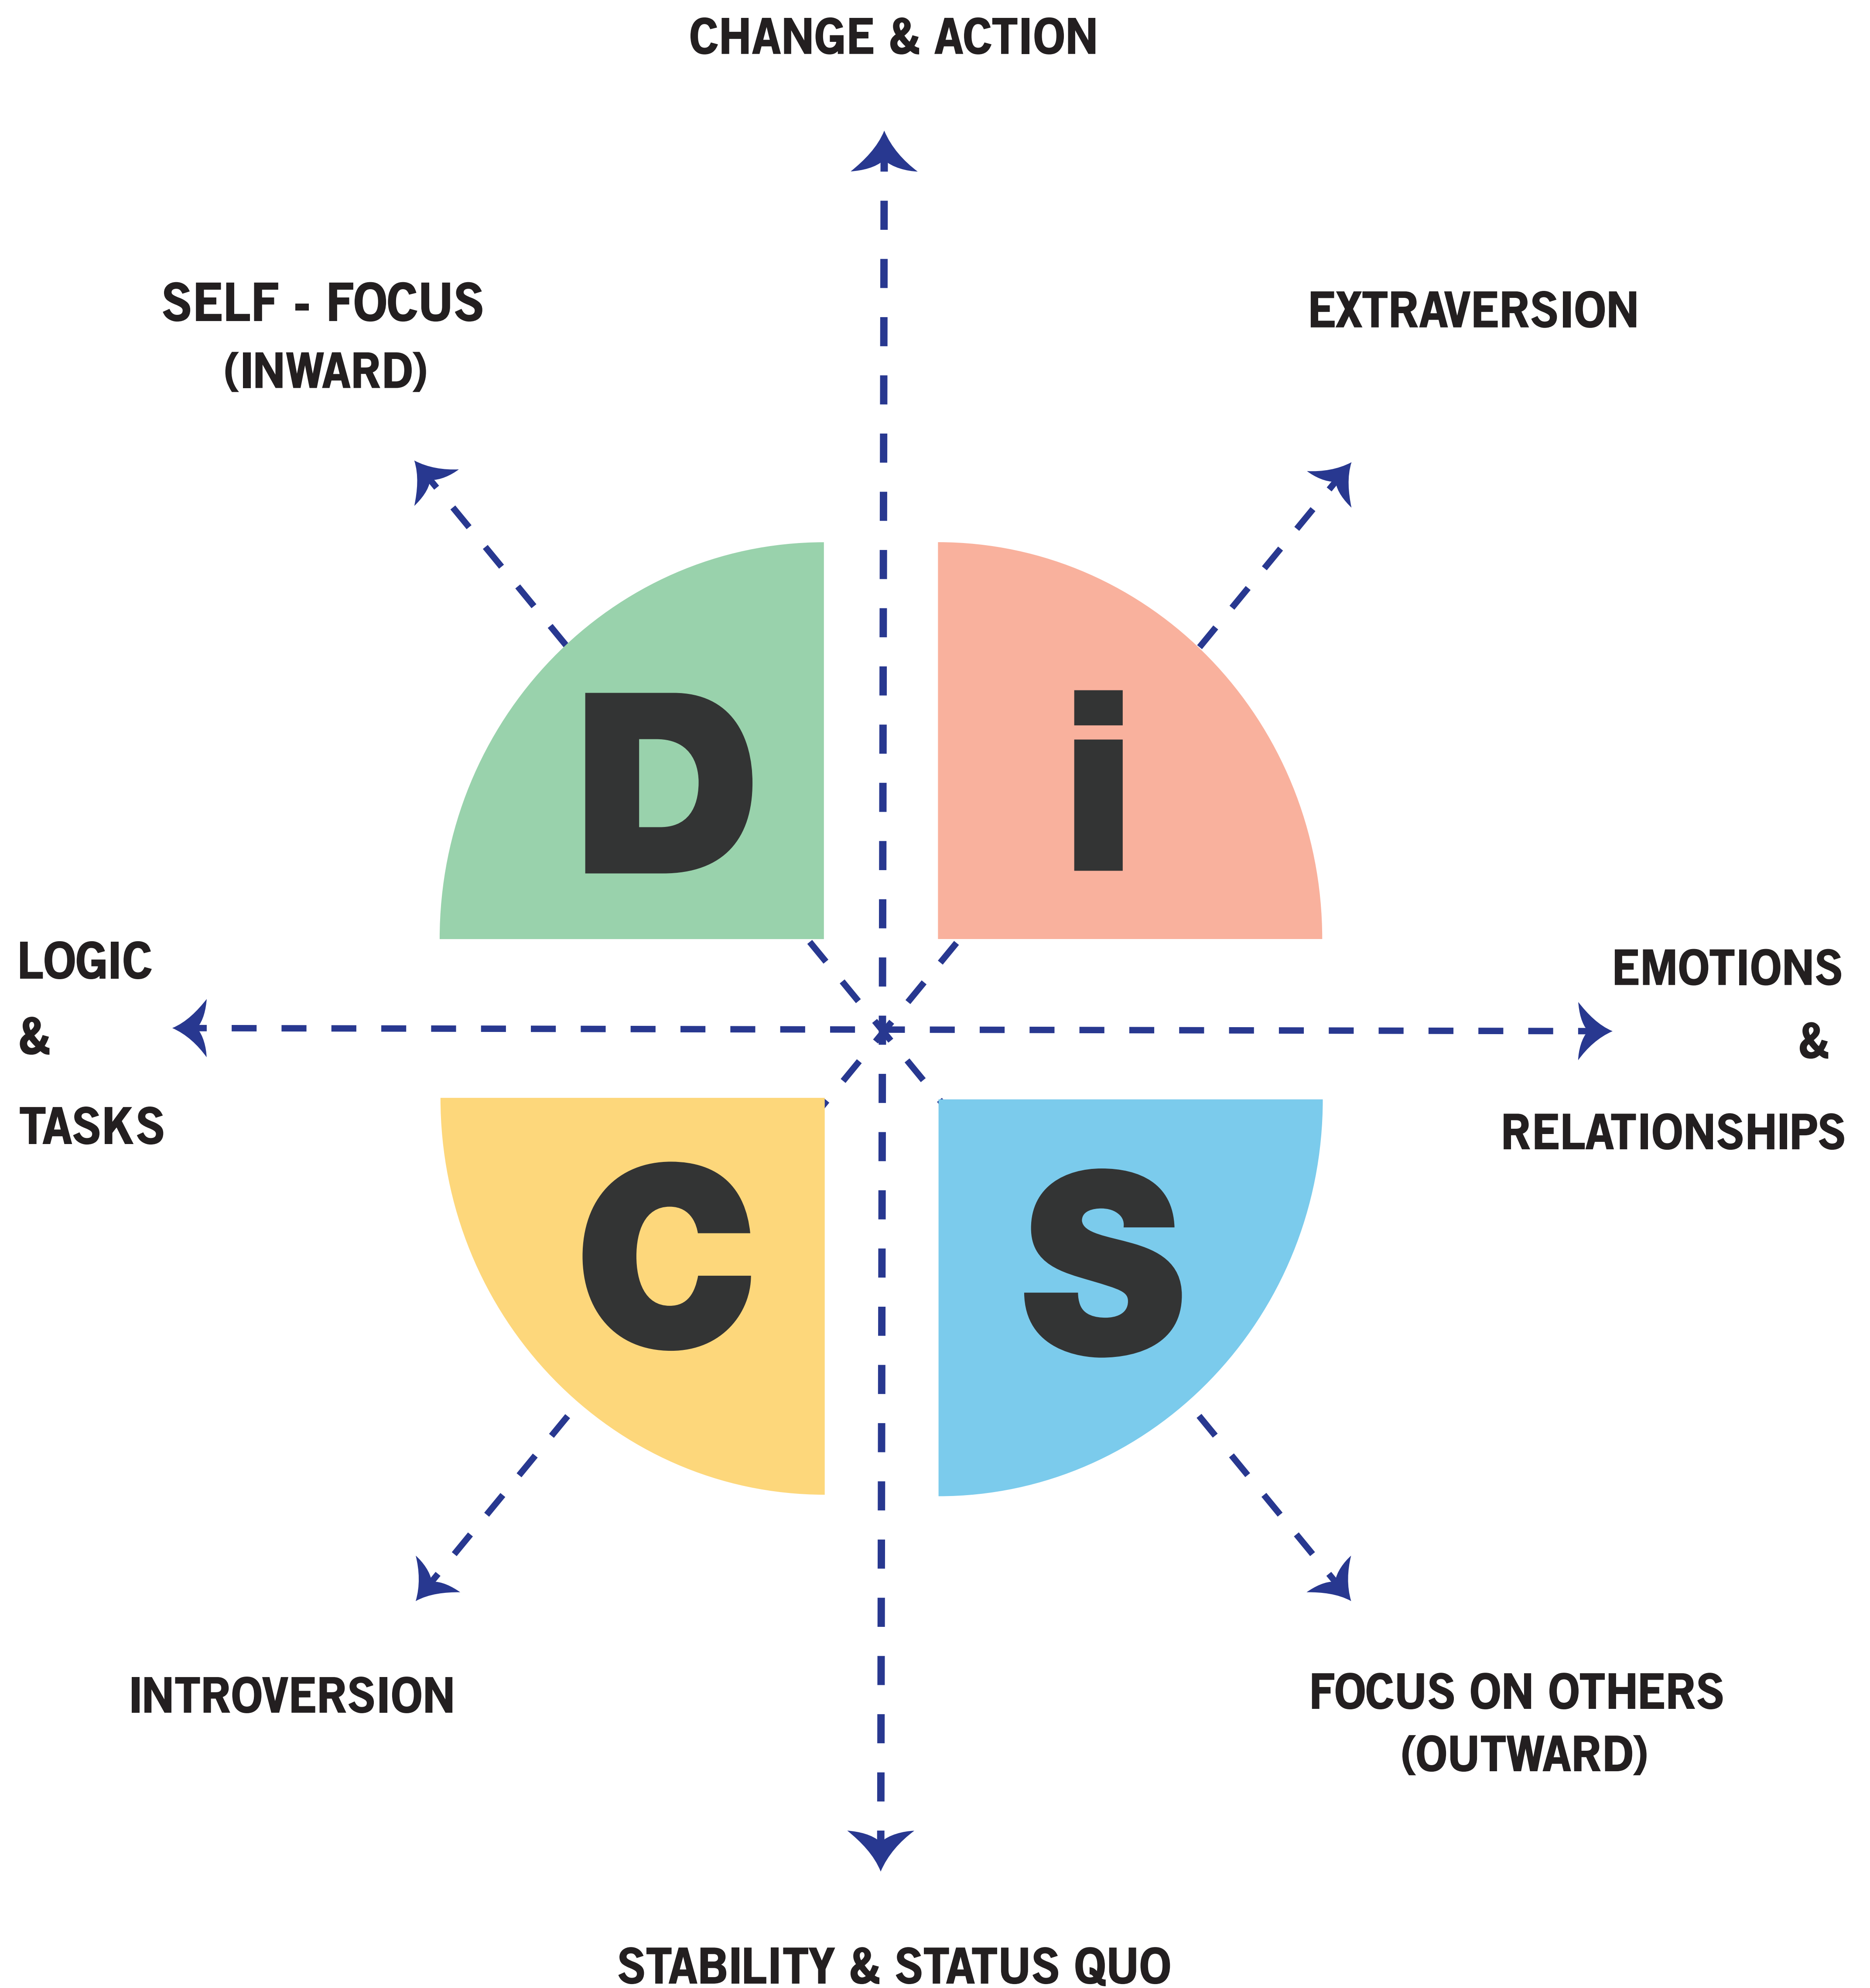 CHANGE & ACTION
SELF - FOCUS
(INWARD)
EXTRAVERSION
D
i
LOGIC
&
TASKS
EMOTIONS
&
RELATIONSHIPS
C
S
INTROVERSION
FOCUS ON OTHERS
(OUTWARD)
STABILITY & STATUS QUO